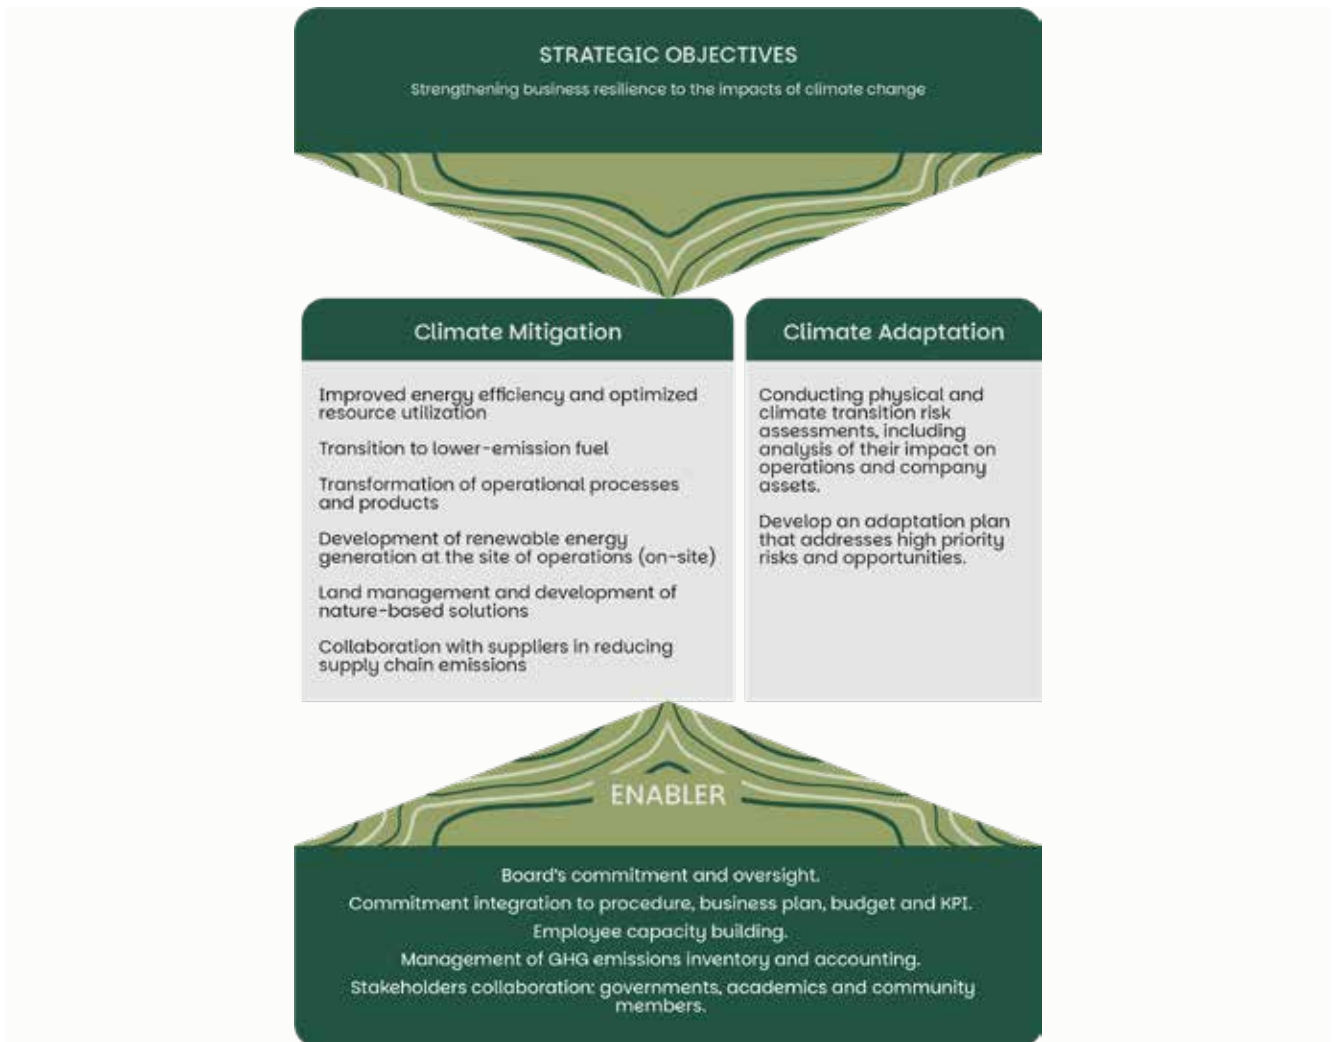 STRATEGIC OBJECTIVES
Strengthening business resilience to the impacts of climate change
Climate Mitigation
Improved energy efficiency and optimized
resource utilization
Transition to lower-emission fuel
Transformation of operational processes
and products
Development of renewable energy
generation at the site of operations (on-site)
Land management and development of
nature-based solutions
Collaboration with suppliers in reducing
supply chain emissions
Climate Adaptation
Conducting physical and
climate transition risk
assessments, including
analysis of their impact on
operations and company
assets.
Develop an adaptation plan
that addresses high priority
risks and opportunities.
ENABLER
Board's commitment and oversight.
Commitment integration to procedure, business plan, budget and KPI.
Employee capacity building.
Management of GHG emissions inventory and accounting.
Stakeholders collaboration: governments, academics and community
members.